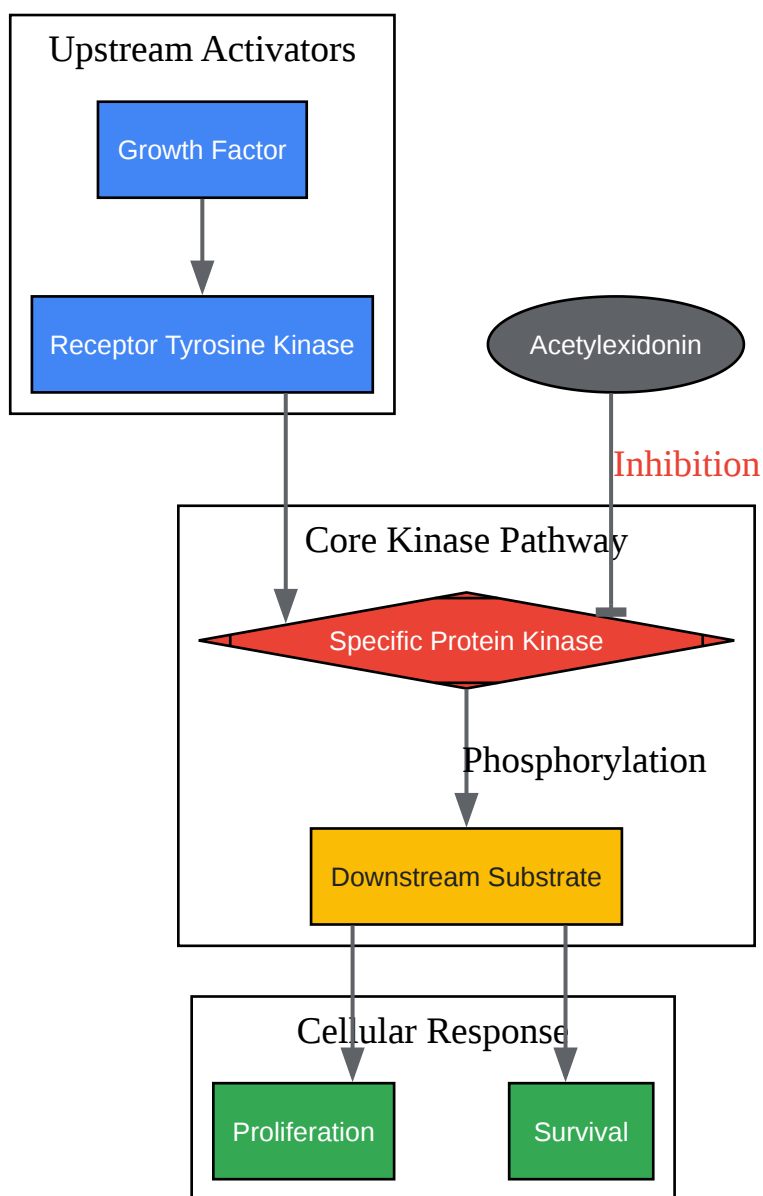 Upstream Activators
Growth Factor
Receptor Tyrosine Kinase
Acetylexidonin
Inhibition
Core Kinase Pathway
Specific Protein Kinase
Phosphorylation
Downstream Substrate
Cellular Response
Proliferation
Survival